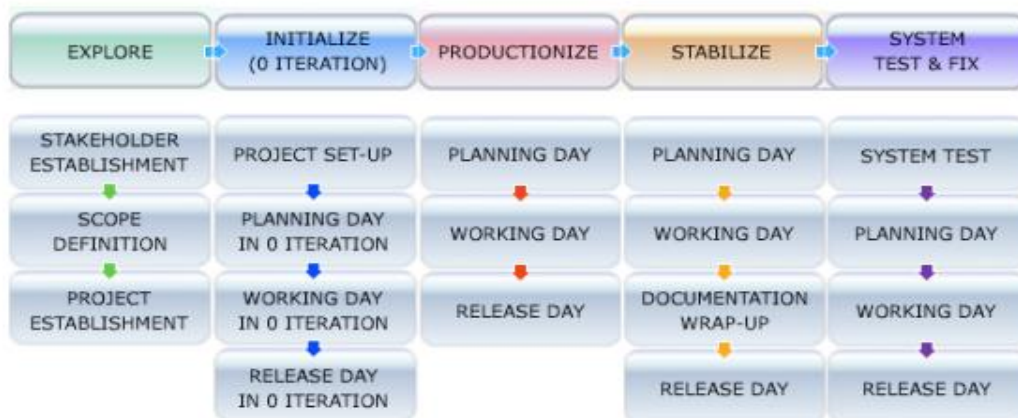 EXPLORE
INITIALIZE
(0 ITERATION)
PRODUCTIONIZE
STABILIZE
SYSTEM
TEST & FIX
STAKEHOLDER
ESTABLISHMENT
SCOPE
DEFINITION
PROJECT
ESTABLISHMENT
PROJECT SET-UP
PLANNING DAY
IN 0 ITERATION
WORKING DAY
IN 0 ITERATION
RELEASE DAY
IN 0 ITERATION
PLANNING DAY
WORKING DAY
RELEASE DAY
PLANNING DAY
WORKING DAY
DOCUMENTATION
WRAP-UP
RELEASE DAY
SYSTEM TEST
PLANNING DAY
WORKING DAY
RELEASE DAY